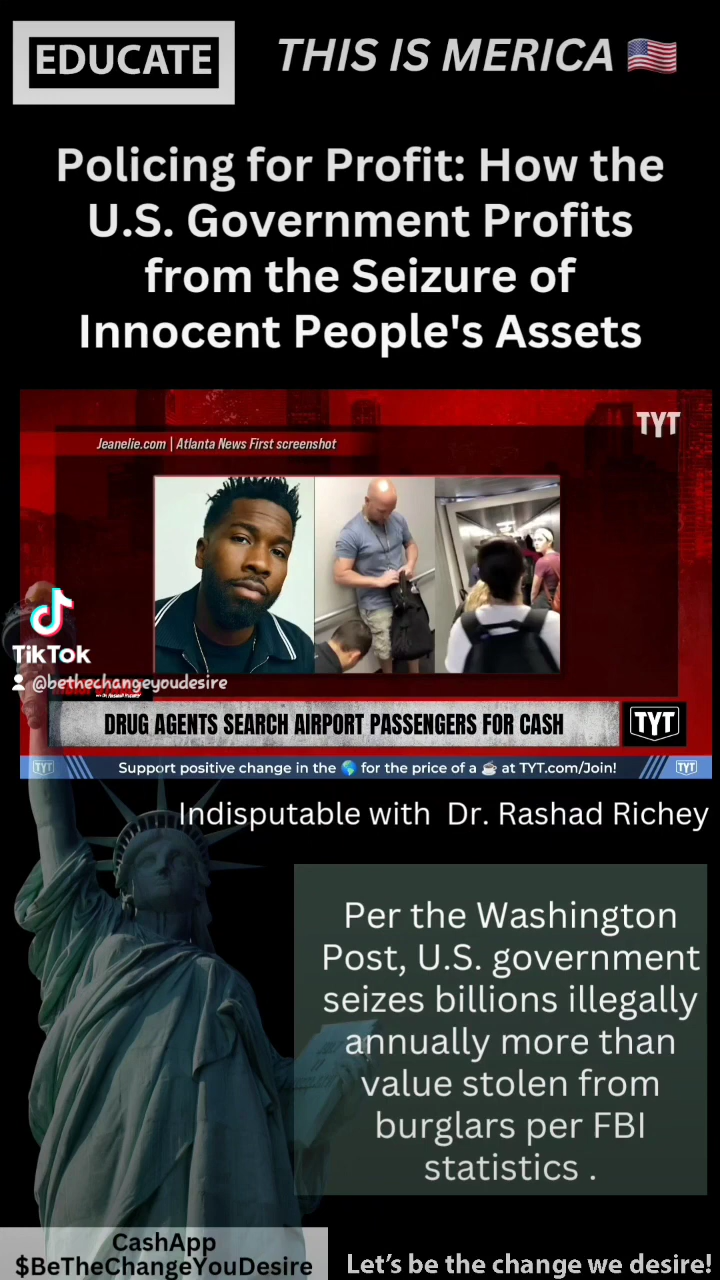 EDUCATE
THIS IS MERICA 🇺🇸
Policing for Profit: How the
U.S. Government Profits
from the Seizure of
Innocent People's Assets
TYT
Jeanelie.com | Atlanta News First screenshot
TikTok
@bethechangeyoudesire
DRUG AGENTS SEARCH AIRPORT PASSENGERS FOR CASH
TYT
TYT
Support positive change in the 🌎 for the price of a ☕ at TYT.com/Join!
TYT
Indisputable with Dr. Rashad Richey
Per the Washington
Post, U.S. government
seizes billions illegally
annually more than
value stolen from
burglars per FBI
statistics .
CashApp
$BeTheChangeYouDesire
Let's be the change we desire!